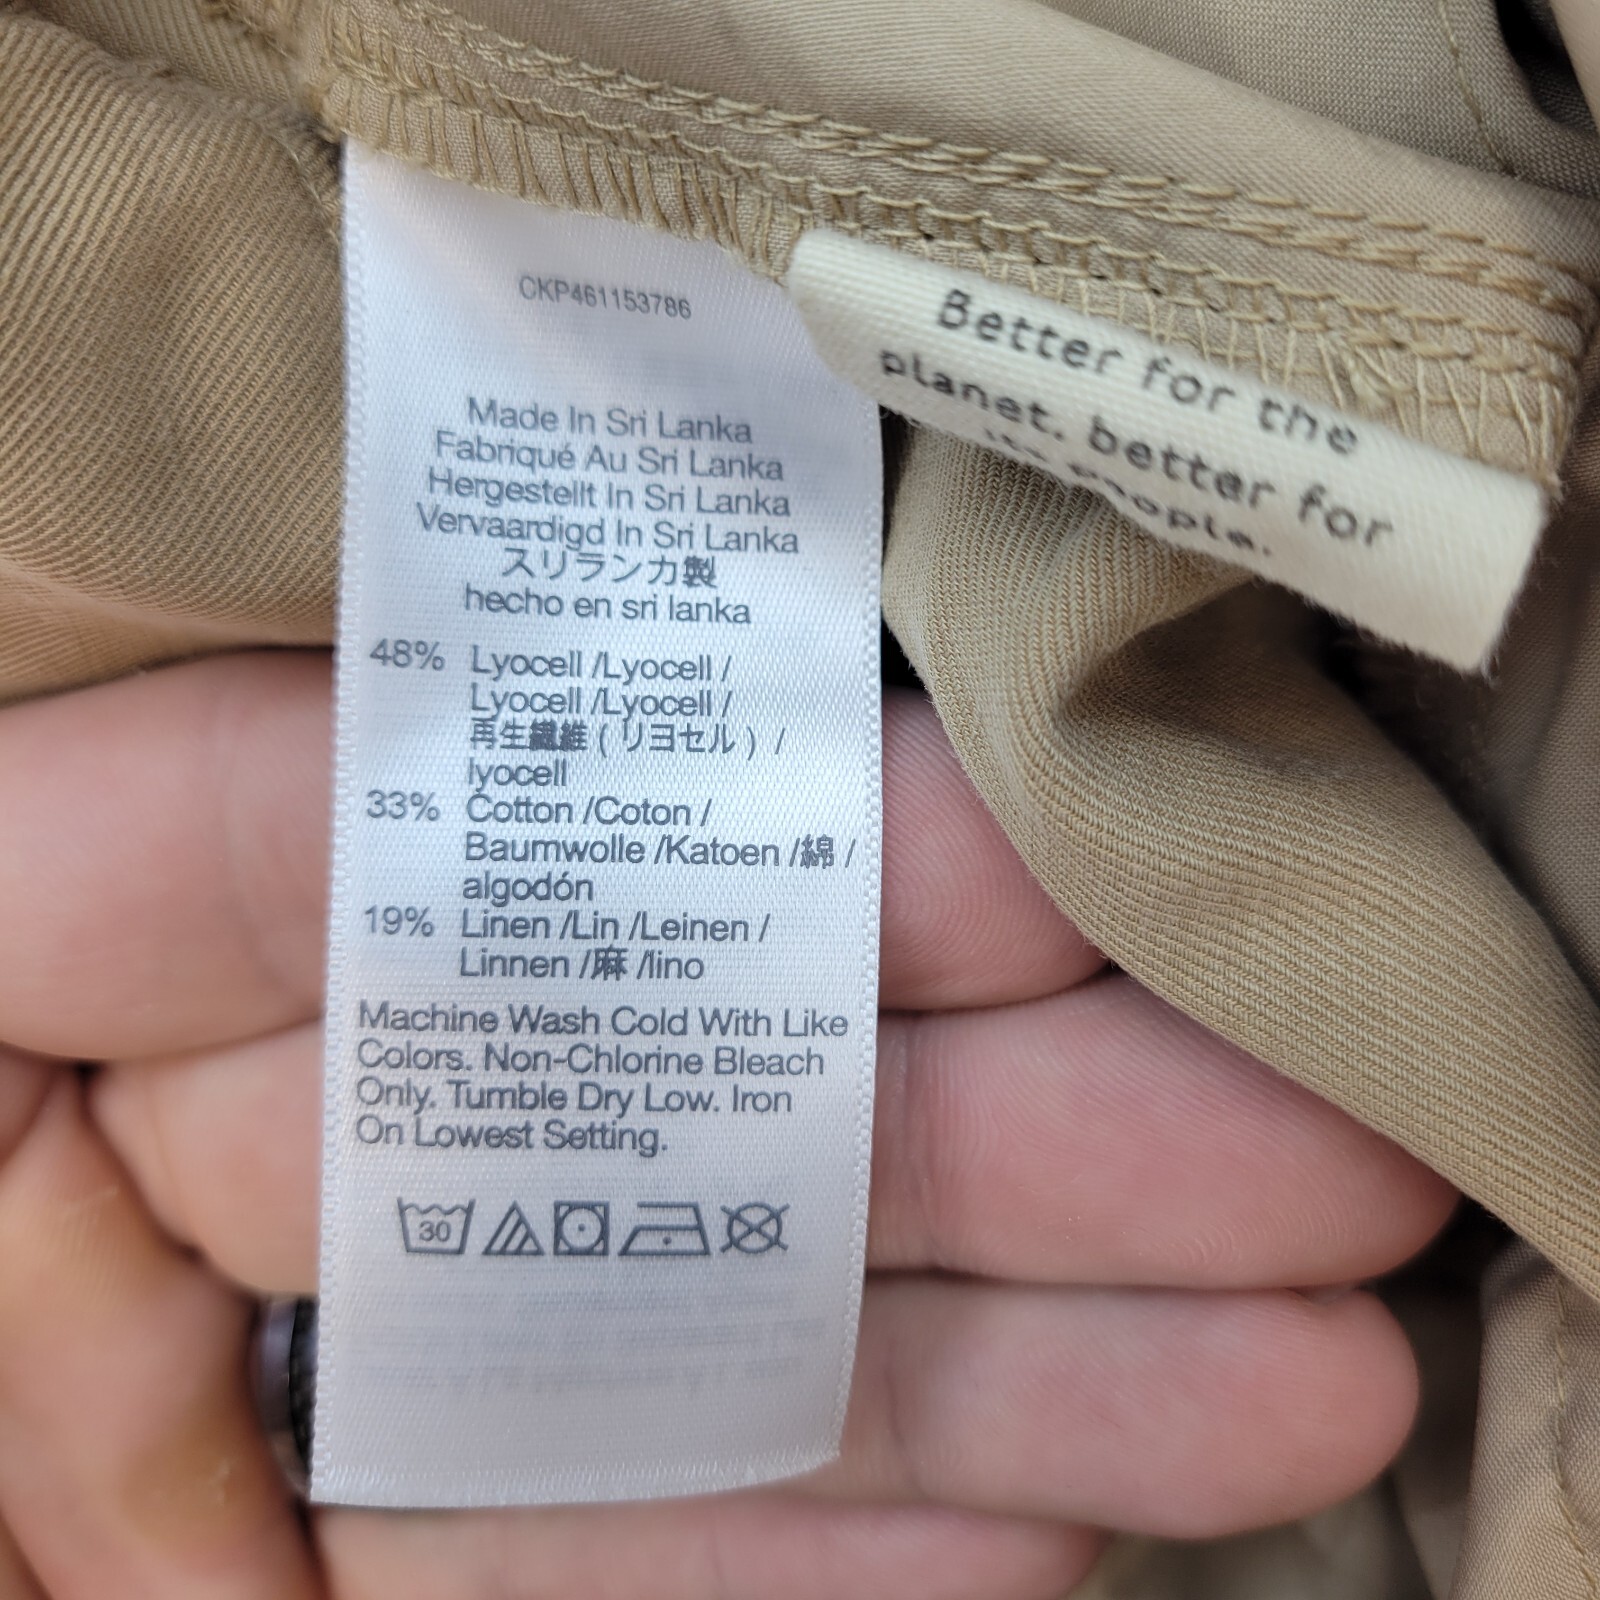 CKP461153786
Made In Sri Lanka
Fabriqué Au Sri Lanka
Hergestellt In Sri Lanka
Vervaardigd In Sri Lanka
スリランカ製
hecho en sri lanka
48% Lyocell /Lyocell /
Lyocell /Lyocell /
再生繊維 ( リヨセル ) /
lyocell
33% Cotton /Coton /
Baumwolle /Katoen /綿 /
algodón
19% Linen /Lin /Leinen /
Linnen /麻 /lino
Machine Wash Cold With Like
Colors. Non-Chlorine Bleach
Only. Tumble Dry Low. Iron
On Lowest Setting.
30
Better for the
planet, better for
its people.